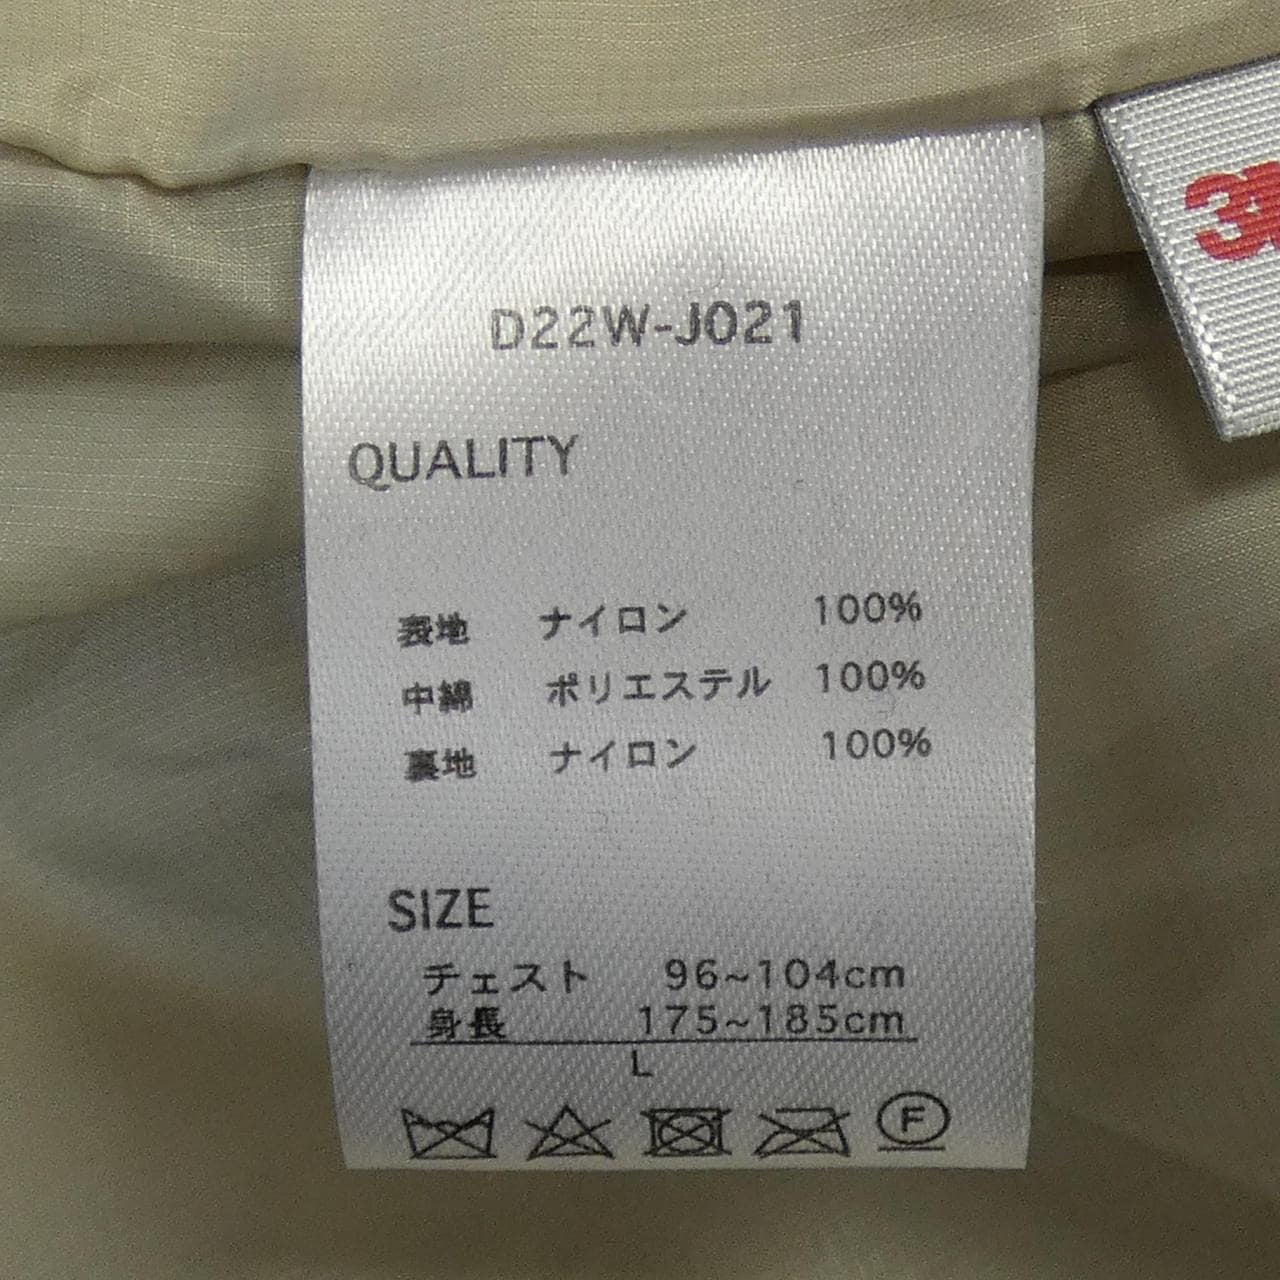 D22W-J021
QUALITY
表地 ナイロン 100%
中綿 ポリエステル 100%
裏地 ナイロン 100%
SIZE
チェスト 96~104cm
身長 175~185cm
L
F
3